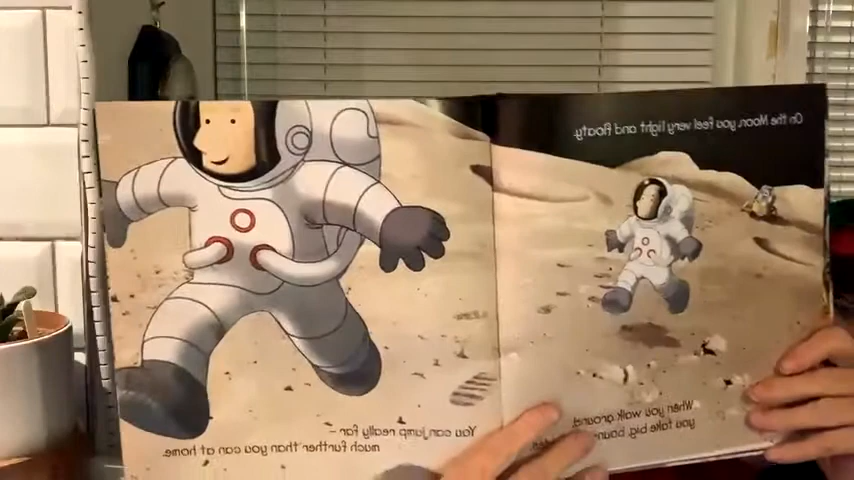 On the Moon, you feel very light
and floaty.
When you walk around,
you take big,
You can jump really far –
much further than you can at home.